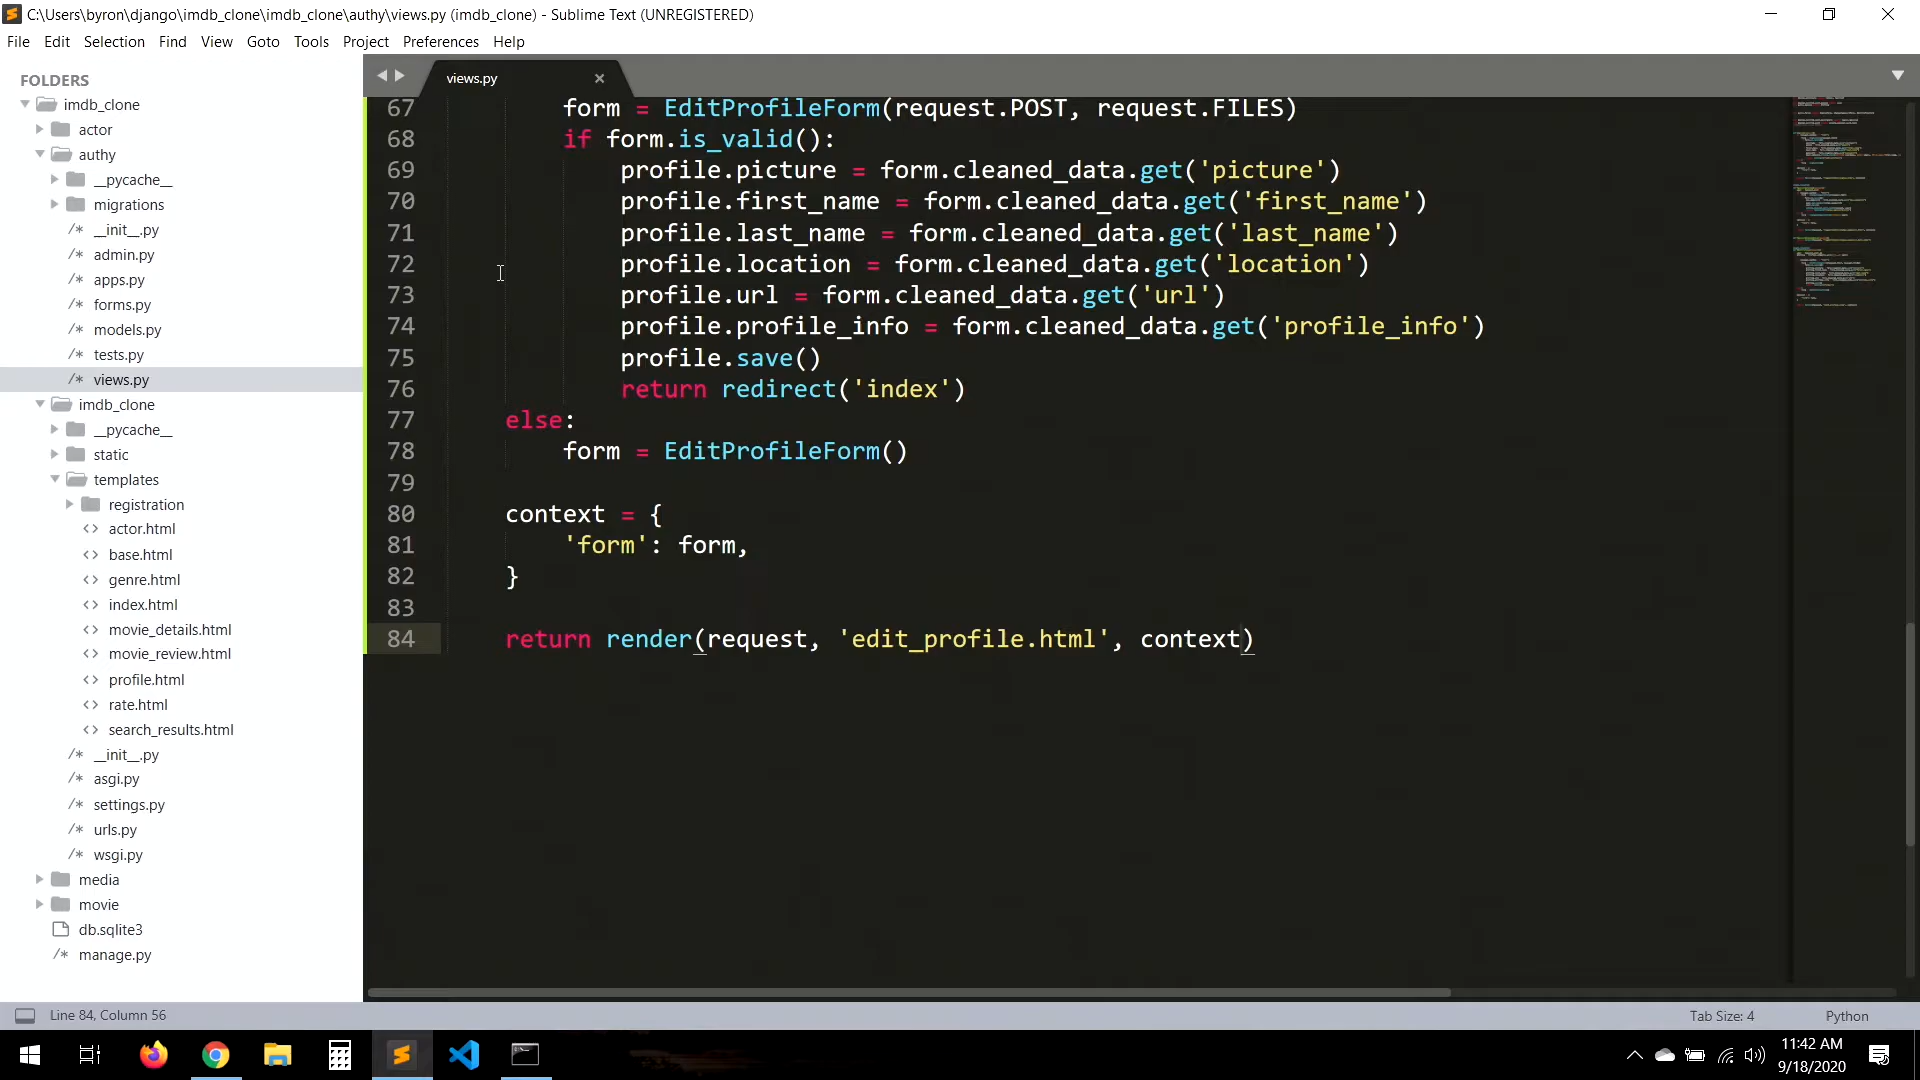 C:\Users\byron\django\imdb_clone\imdb_clone\authy\views.py (imdb_clone) - Sublime Text (UNREGISTERED)
File Edit Selection Find View Goto Tools Project Preferences Help
FOLDERS
imdb_clone
actor
authy
__pycache__
migrations
/* __init__.py
/* admin.py
/* apps.py
/* forms.py
/* models.py
/* tests.py
/* views.py
imdb_clone
__pycache__
static
templates
registration
<> actor.html
<> base.html
<> genre.html
<> index.html
<> movie_details.html
<> movie_review.html
<> profile.html
<> rate.html
<> search_results.html
/* __init__.py
/* asgi.py
/* settings.py
/* urls.py
/* wsgi.py
media
movie
db.sqlite3
/* manage.py
views.py
67 form = EditProfileForm(request.POST, request.FILES)
68 if form.is_valid():
69 profile.picture = form.cleaned_data.get('picture')
70 profile.first_name = form.cleaned_data.get('first_name')
71 profile.last_name = form.cleaned_data.get('last_name')
72 profile.location = form.cleaned_data.get('location')
73 profile.url = form.cleaned_data.get('url')
74 profile.profile_info = form.cleaned_data.get('profile_info')
75 profile.save()
76 return redirect('index')
77 else:
78 form = EditProfileForm()
79
80 context = {
81 'form': form,
82 }
83
84 return render(request, 'edit_profile.html', context)
Line 84, Column 56
Tab Size: 4
Python
11:42 AM
9/18/2020